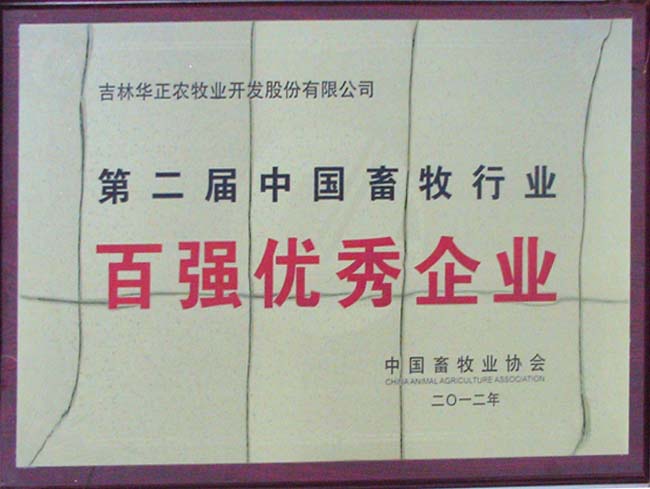 吉林华正农牧业开发股份有限公司
第二届中国畜牧行业
百强优秀企业
中国畜牧业协会
CHINA ANIMAL AGRICULTURE ASSOCIATION
二〇一二年